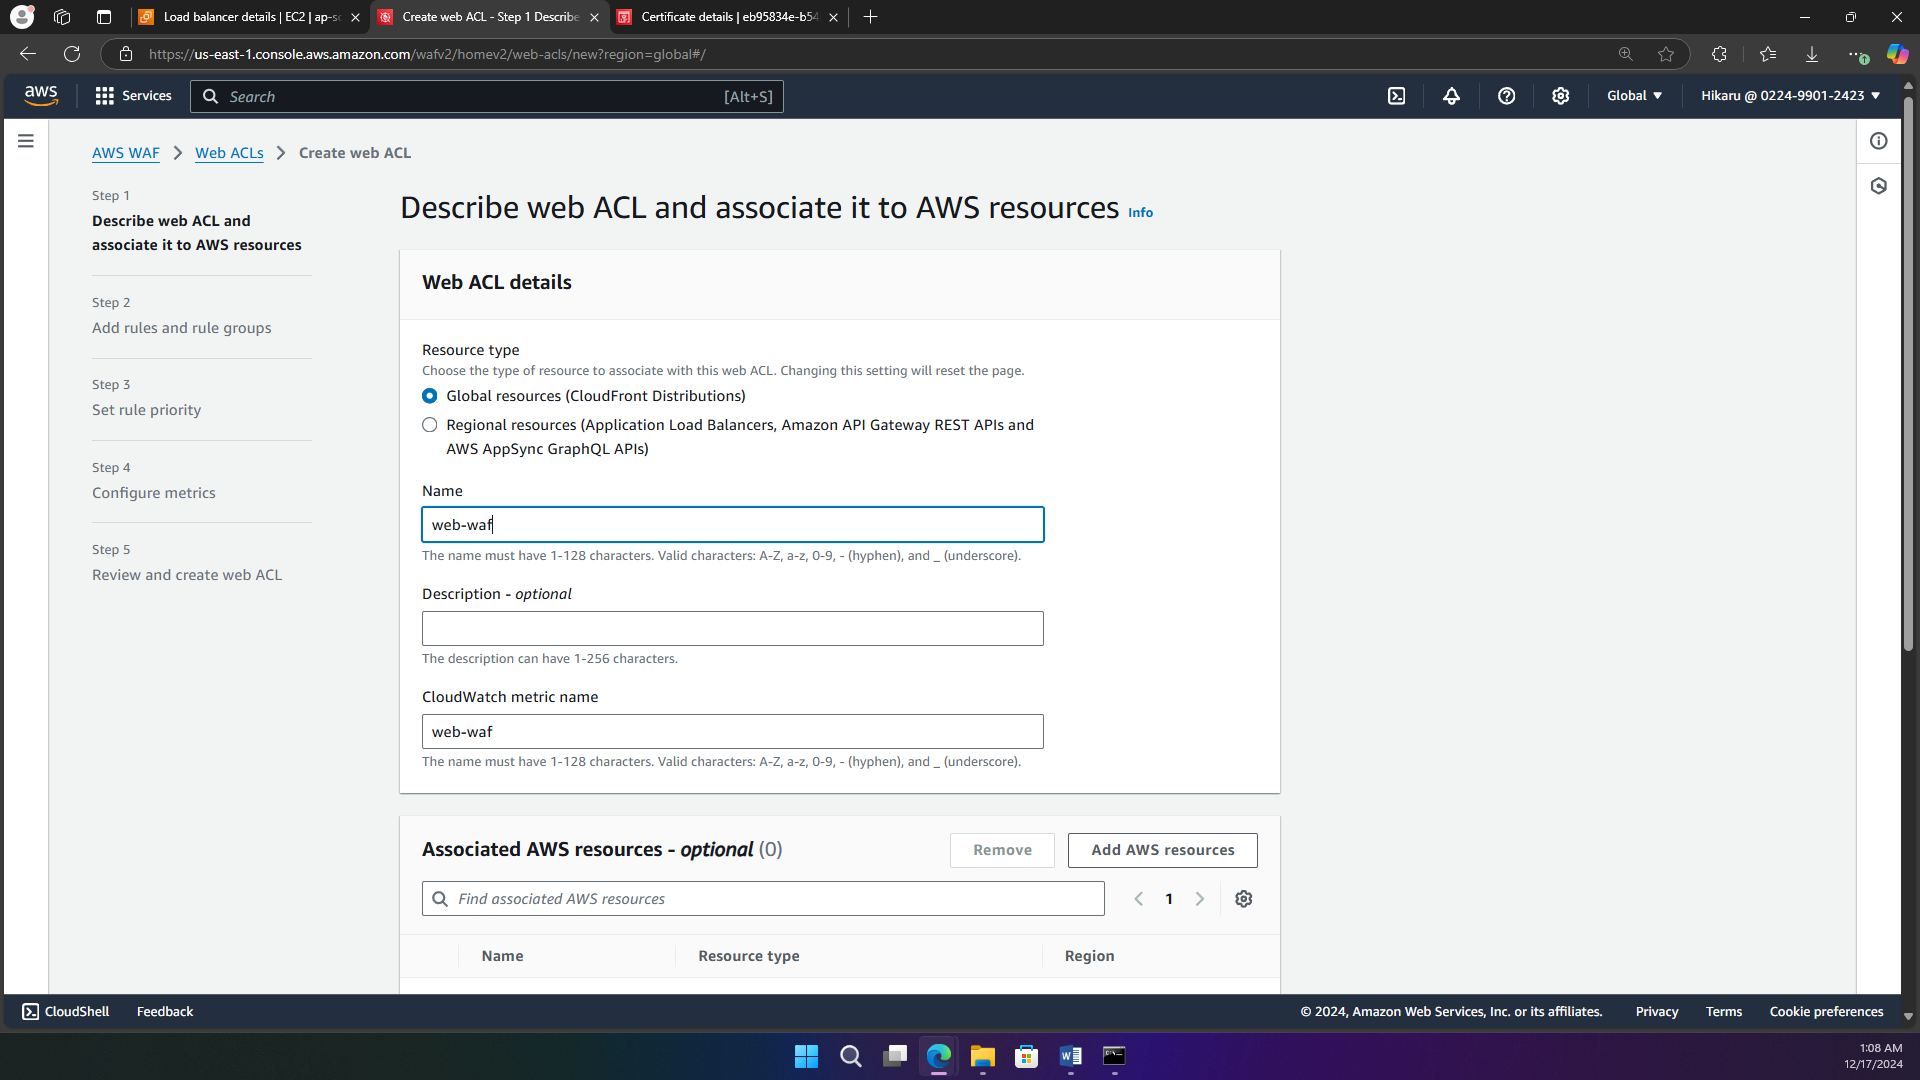 Load balancer details | EC2 | ap-so
Create web ACL - Step 1 Describe
Certificate details | eb95834e-b54
https://us-east-1.console.aws.amazon.com/wafv2/homev2/web-acls/new?region=global#/
aws
Services
Search
[Alt+S]
Global
Hikaru @ 0224-9901-2423
AWS WAF
Web ACLs
Create web ACL
Step 1
Describe web ACL and
associate it to AWS resources
Step 2
Add rules and rule groups
Step 3
Set rule priority
Step 4
Configure metrics
Step 5
Review and create web ACL
Describe web ACL and associate it to AWS resources Info
Web ACL details
Resource type
Choose the type of resource to associate with this web ACL. Changing this setting will reset the page.
Global resources (CloudFront Distributions)
Regional resources (Application Load Balancers, Amazon API Gateway REST APIs and
AWS AppSync GraphQL APIs)
Name
web-waf
The name must have 1-128 characters. Valid characters: A-Z, a-z, 0-9, - (hyphen), and _ (underscore).
Description - optional
The description can have 1-256 characters.
CloudWatch metric name
web-waf
The name must have 1-128 characters. Valid characters: A-Z, a-z, 0-9, - (hyphen), and _ (underscore).
Associated AWS resources - optional (0)
Remove
Add AWS resources
Find associated AWS resources
1
Name
Resource type
Region
CloudShell
Feedback
© 2024, Amazon Web Services, Inc. or its affiliates.
Privacy
Terms
Cookie preferences
1:08 AM
12/17/2024